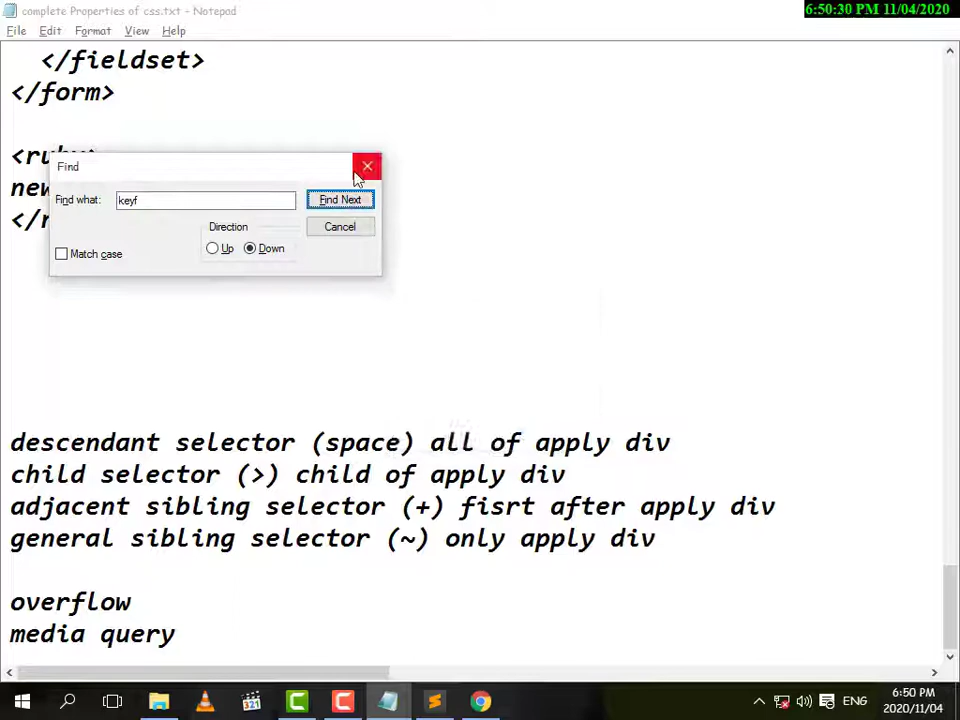 complete Properties of css.txt - Notepad
6:50:30 PM 11/04/2020
File Edit Format View Help
</fieldset>
</form>
Find
Find what: keyf Find Next
Direction Cancel
Up Down
Match case
descendant selector (space) all of apply div
child selector (>) child of apply div
adjacent sibling selector (+) fisrt after apply div
general sibling selector (~) only apply div
overflow
media query
321
ENG
6:50 PM
2020/11/04